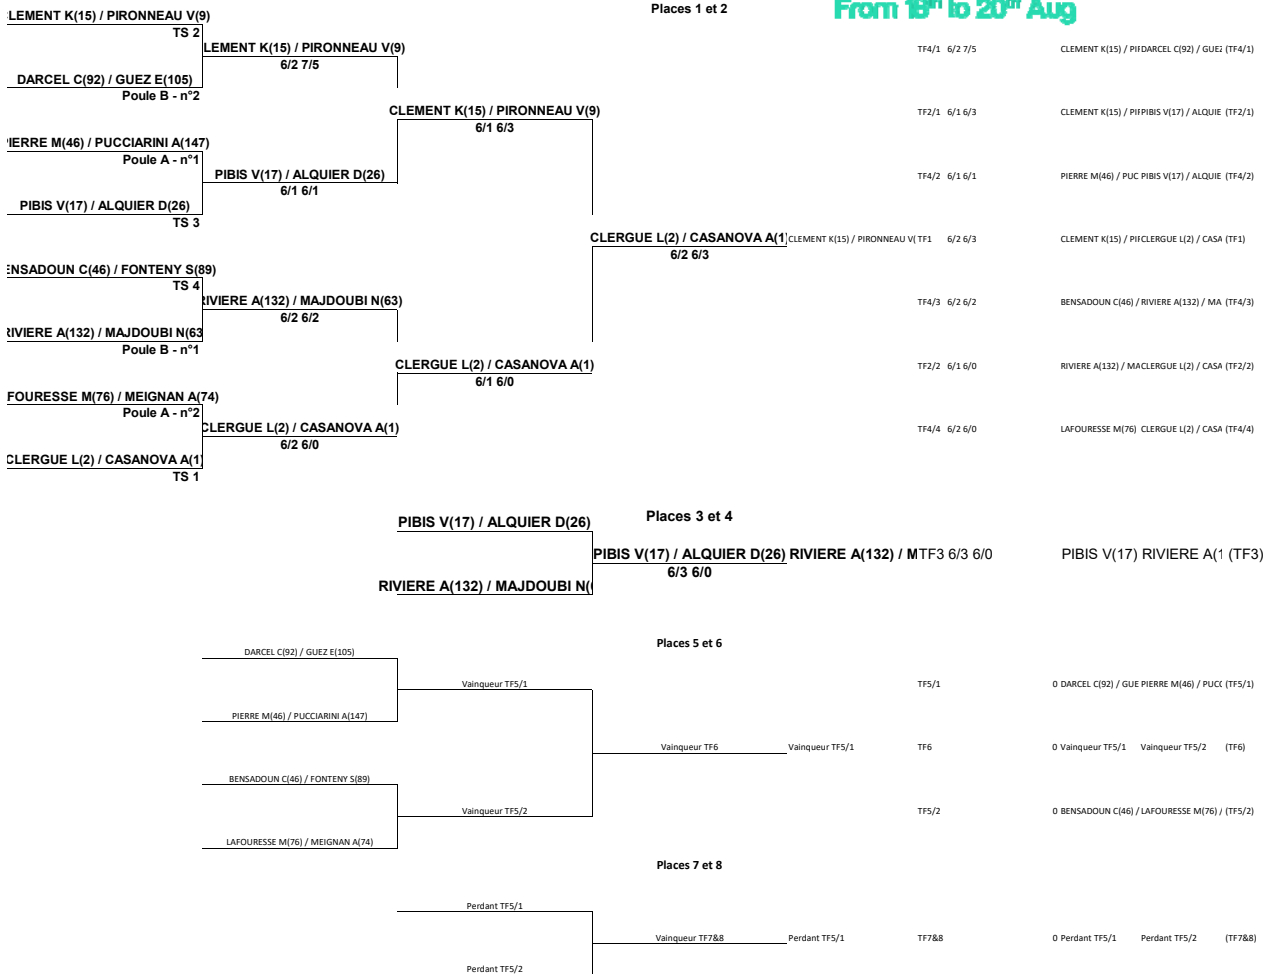 Places 1 et 2
From 18th to 20th Aug
CLEMENT K(15) / PIRONNEAU V(9)
TS 2
CLEMENT K(15) / PIRONNEAU V(9) TF4/1 6/2 7/5 CLEMENT K(15) / PIF DARCEL C(92) / GUEZ (TF4/1)
6/2 7/5
DARCEL C(92) / GUEZ E(105)
Poule B - n°2
CLEMENT K(15) / PIRONNEAU V(9) TF2/1 6/1 6/3 CLEMENT K(15) / PIF PIBIS V(17) / ALQUIE (TF2/1)
6/1 6/3
PIERRE M(46) / PUCCIARINI A(147)
Poule A - n°1
PIBIS V(17) / ALQUIER D(26) TF4/2 6/1 6/1 PIERRE M(46) / PUC PIBIS V(17) / ALQUIE (TF4/2)
6/1 6/1
PIBIS V(17) / ALQUIER D(26)
TS 3
CLERGUE L(2) / CASANOVA A(1) CLEMENT K(15) / PIRONNEAU V( TF1 6/2 6/3 CLEMENT K(15) / PIF CLERGUE L(2) / CASA (TF1)
6/2 6/3
ENSADOUN C(46) / FONTENY S(89)
TS 4
RIVIERE A(132) / MAJDOUBI N(63) TF4/3 6/2 6/2 BENSADOUN C(46) / RIVIERE A(132) / MA (TF4/3)
6/2 6/2
RIVIERE A(132) / MAJDOUBI N(63
Poule B - n°1
CLERGUE L(2) / CASANOVA A(1) TF2/2 6/1 6/0 RIVIERE A(132) / MA CLERGUE L(2) / CASA (TF2/2)
6/1 6/0
FOURESSE M(76) / MEIGNAN A(74)
Poule A - n°2
CLERGUE L(2) / CASANOVA A(1) TF4/4 6/2 6/0 LAFOURESSE M(76) CLERGUE L(2) / CASA (TF4/4)
6/2 6/0
CLERGUE L(2) / CASANOVA A(1)
TS 1
Places 3 et 4
PIBIS V(17) / ALQUIER D(26)
PIBIS V(17) / ALQUIER D(26) RIVIERE A(132) / M TF3 6/3 6/0 PIBIS V(17) RIVIERE A(1 (TF3)
6/3 6/0
RIVIERE A(132) / MAJDOUBI N(
Places 5 et 6
DARCEL C(92) / GUEZ E(105)
Vainqueur TF5/1 TF5/1 0 DARCEL C(92) / GUE PIERRE M(46) / PUCC (TF5/1)
PIERRE M(46) / PUCCIARINI A(147)
Vainqueur TF6 Vainqueur TF5/1 TF6 0 Vainqueur TF5/1 Vainqueur TF5/2 (TF6)
BENSADOUN C(46) / FONTENY S(89)
Vainqueur TF5/2 TF5/2 0 BENSADOUN C(46) / LAFOURESSE M(76) / (TF5/2)
LAFOURESSE M(76) / MEIGNAN A(74)
Places 7 et 8
Perdant TF5/1
Vainqueur TF7&8 Perdant TF5/1 TF7&8 0 Perdant TF5/1 Perdant TF5/2 (TF7&8)
Perdant TF5/2